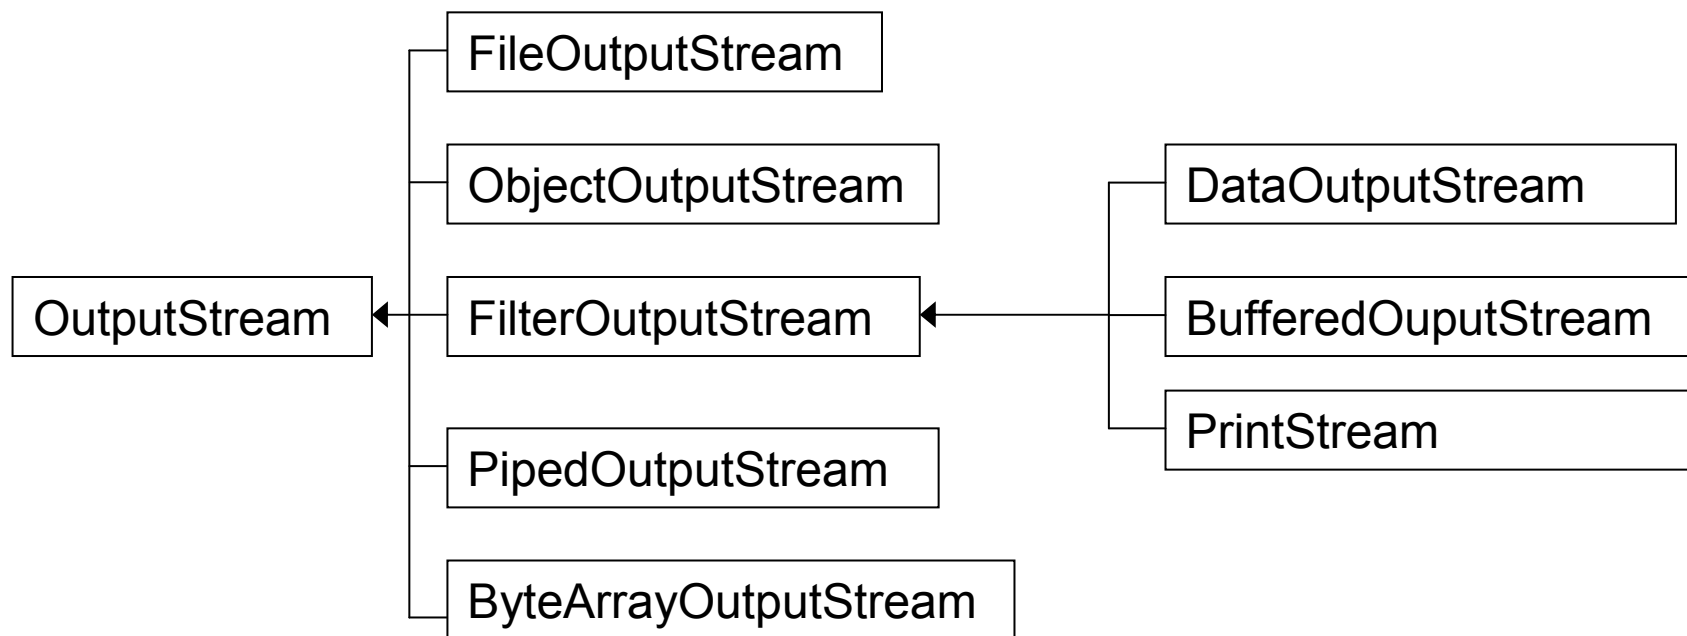 FileOutputStream
ObjectOutputStream
DataOutputStream
OutputStream
FilterOutputStream
BufferedOuputStream
PrintStream
PipedOutputStream
ByteArrayOutputStream